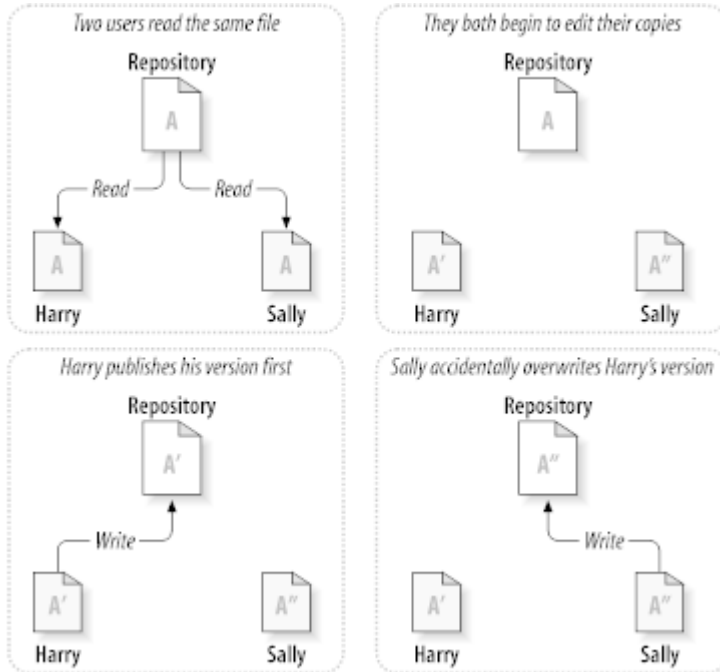 Two users read the same file
Repository
A
Read
Read
A
A
Harry
Sally
They both begin to edit their copies
Repository
A
A'
A"
Harry
Sally
Harry publishes his version first
Repository
A'
Write
A'
A"
Harry
Sally
Sally accidentally overwrites Harry's version
Repository
A"
Write
A'
A"
Harry
Sally